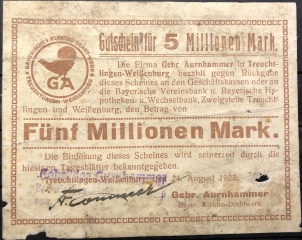 Gutschein für 5 Millionen Mark.
GA
Die Firma Gebr. Aurnhammer in Treucht-
lingen-Weißenburg bezahlt gegen Rückgabe
dieses Scheines an den Geschäftskassen oder an
die Bayerische Vereinsbank u. Bayerische Hy-
potheken- u. Wechselbank, Zweigstelle Treucht-
lingen und Weißenburg, den Betrag von
Fünf Millionen Mark.
Die Einlösung dieses Scheines wird seinerzeit durch die
hiesigen Tagesblätter bekanntgegeben.
Treuchtlingen-Weißenburg, 24. August 1923.
Gebr. Aurnhammer